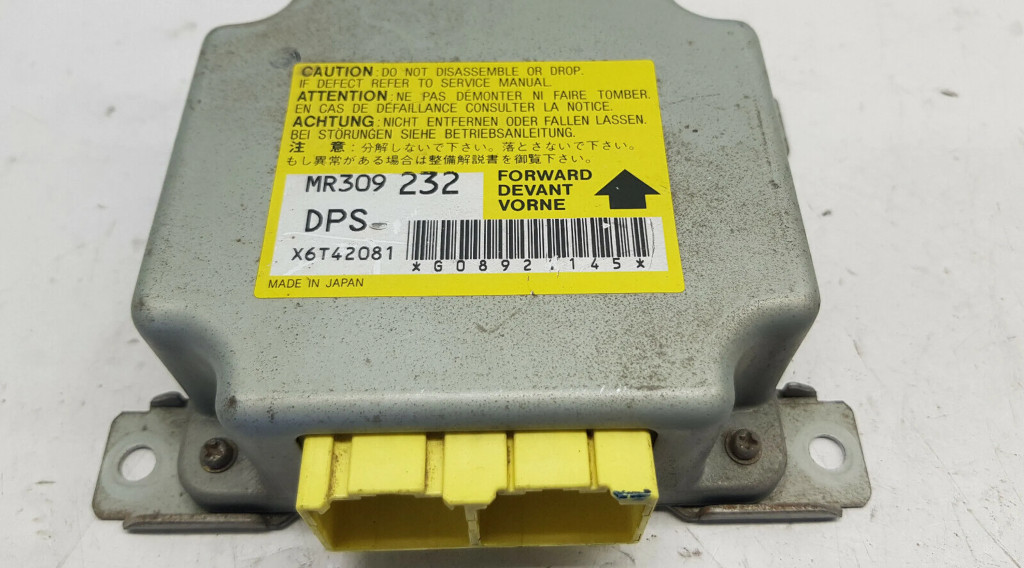 CAUTION: DO NOT DISASSEMBLE OR DROP.
IF DEFECT REFER TO SERVICE MANUAL.
ATTENTION: NE PAS DÉMONTER NI FAIRE TOMBER.
EN CAS DE DÉFAILLANCE CONSULTER LA NOTICE.
ACHTUNG: NICHT ENTFERNEN ODER FALLEN LASSEN.
BEI STÖRUNGEN SIEHE BETRIEBSANLEITUNG.
注 意:分解しないで下さい。落とさないで下さい。
もし異常がある場合は整備解説書を御覧下さい。
MR309 232
FORWARD
DEVANT
VORNE
DPS
X6T42081
*G0892 145*
MADE IN JAPAN